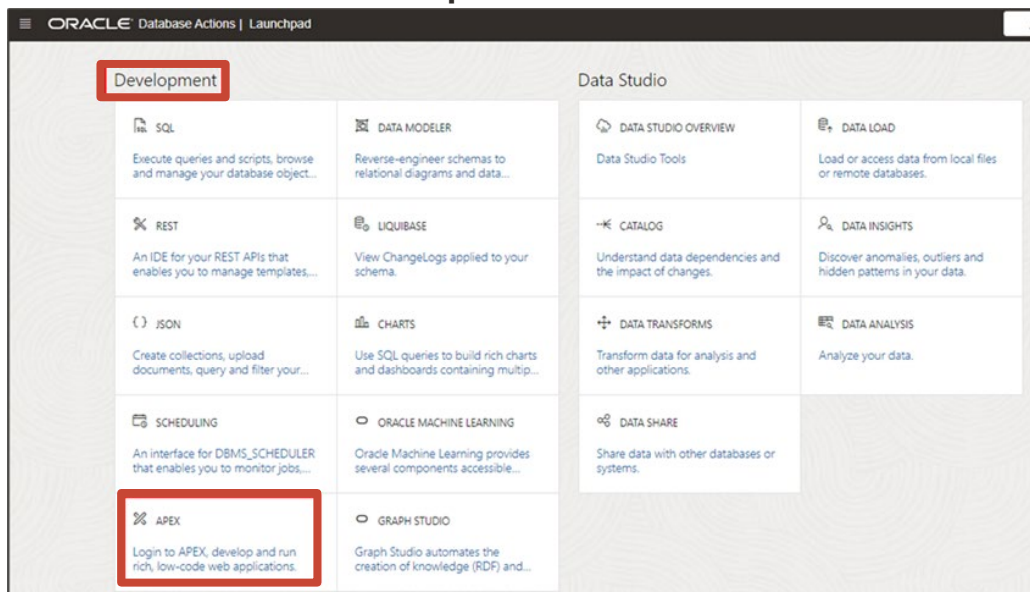 ORACLE Database Actions | Launchpad
Development
Data Studio
SQL
Execute queries and scripts, browse
and manage your database object...
DATA MODELER
Reverse-engineer schemas to
relational diagrams and data...
DATA STUDIO OVERVIEW
Data Studio Tools
DATA LOAD
Load or access data from local files
or remote databases.
REST
An IDE for your REST APIs that
enables you to manage templates,...
LIQUIBASE
View ChangeLogs applied to your
schema.
CATALOG
Understand data dependencies and
the impact of changes.
DATA INSIGHTS
Discover anomalies, outliers and
hidden patterns in your data.
JSON
Create collections, upload
documents, query and filter your...
CHARTS
Use SQL queries to build rich charts
and dashboards containing multip...
DATA TRANSFORMS
Transform data for analysis and
other applications.
DATA ANALYSIS
Analyze your data.
SCHEDULING
An interface for DBMS_SCHEDULER
that enables you to monitor jobs,...
ORACLE MACHINE LEARNING
Oracle Machine Learning provides
several components accessible...
DATA SHARE
Share data with other databases or
systems.
APEX
Login to APEX, develop and run
rich, low-code web applications.
GRAPH STUDIO
Graph Studio automates the
creation of knowledge (RDF) and...